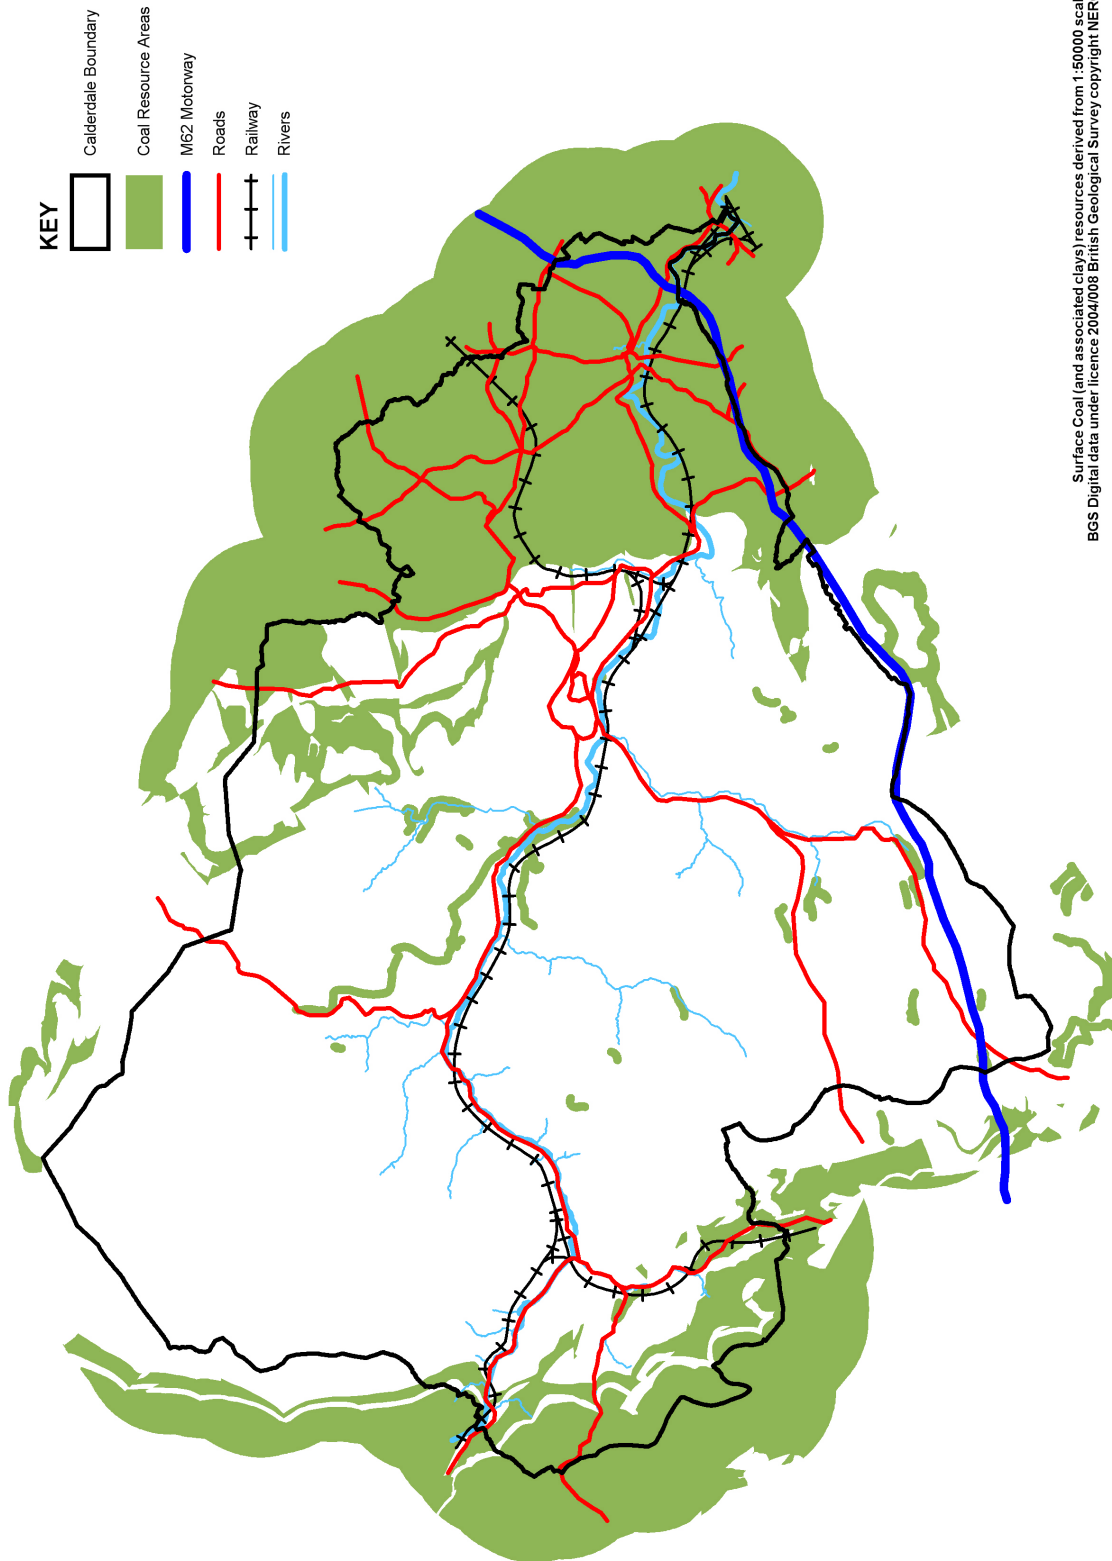 KEY
Calderdale Boundary
Coal Resource Areas
M62 Motorway
Roads
Railway
Rivers
Surface Coal (and associated clays) resources derived from 1:50000 scal
BGS Digital data under licence 2004/008 British Geological Survey copyright NER